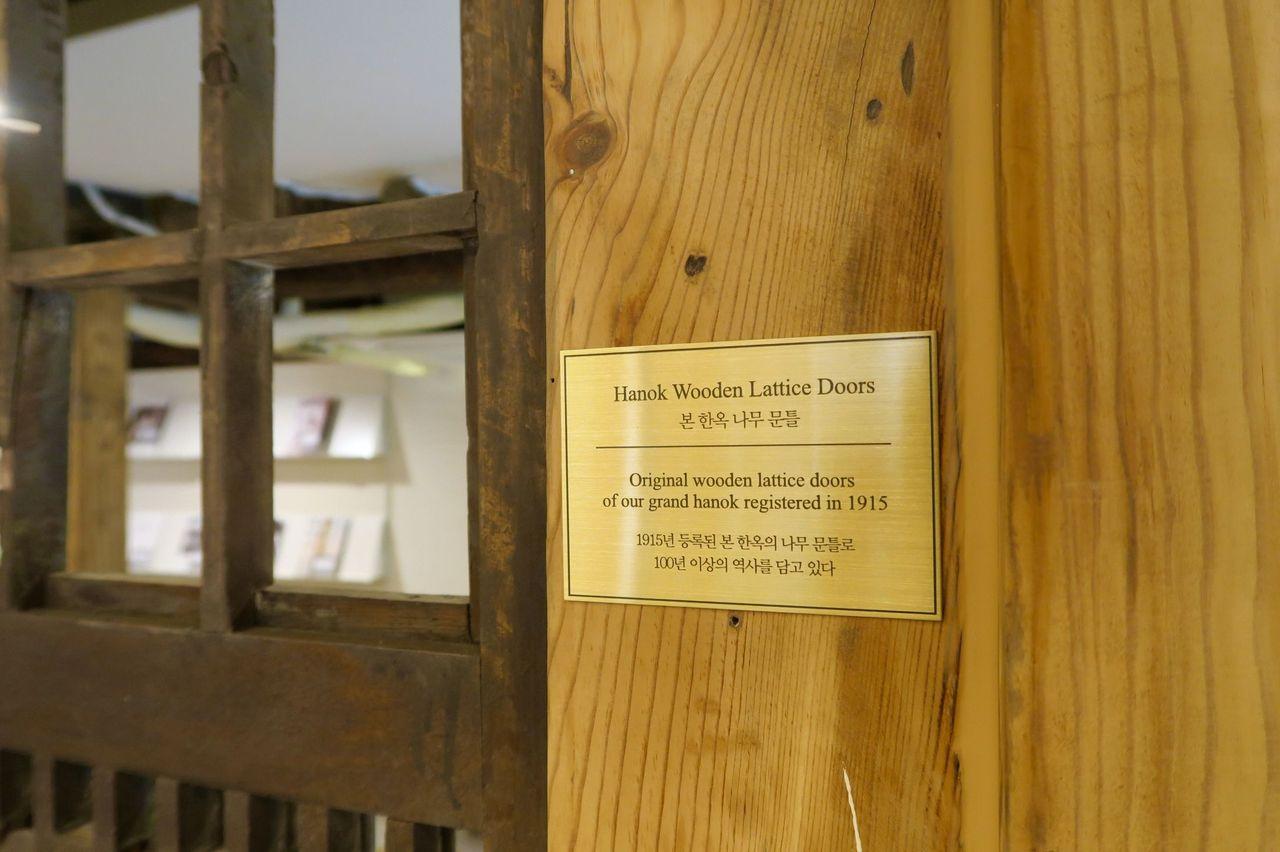 Hanok Wooden Lattice Doors
본 한옥 나무 문틀
Original wooden lattice doors
of our grand hanok registered in 1915
1915년 등록된 본 한옥의 나무 문틀로
100년 이상의 역사를 담고 있다